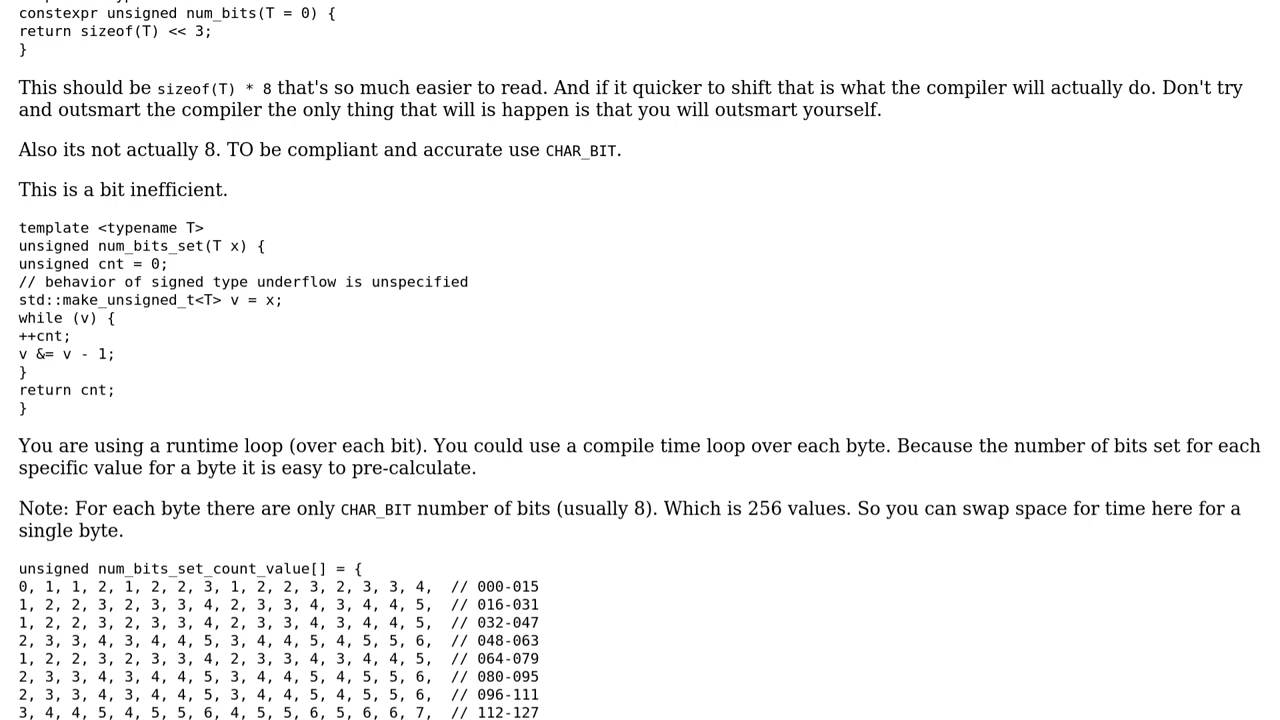 constexpr unsigned num_bits(T = 0) {
return sizeof(T) << 3;
}
This should be sizeof(T) * 8 that's so much easier to read. And if it quicker to shift that is what the compiler will actually do. Don't try
and outsmart the compiler the only thing that will is happen is that you will outsmart yourself.
Also its not actually 8. TO be compliant and accurate use CHAR_BIT.
This is a bit inefficient.
template <typename T>
unsigned num_bits_set(T x) {
unsigned cnt = 0;
// behavior of signed type underflow is unspecified
std::make_unsigned_t<T> v = x;
while (v) {
++cnt;
v &= v - 1;
}
return cnt;
}
You are using a runtime loop (over each bit). You could use a compile time loop over each byte. Because the number of bits set for each
specific value for a byte it is easy to pre-calculate.
Note: For each byte there are only CHAR_BIT number of bits (usually 8). Which is 256 values. So you can swap space for time here for a
single byte.
unsigned num_bits_set_count_value[] = {
0, 1, 1, 2, 1, 2, 2, 3, 1, 2, 2, 3, 2, 3, 3, 4,  // 000-015
1, 2, 2, 3, 2, 3, 3, 4, 2, 3, 3, 4, 3, 4, 4, 5,  // 016-031
1, 2, 2, 3, 2, 3, 3, 4, 2, 3, 3, 4, 3, 4, 4, 5,  // 032-047
2, 3, 3, 4, 3, 4, 4, 5, 3, 4, 4, 5, 4, 5, 5, 6,  // 048-063
1, 2, 2, 3, 2, 3, 3, 4, 2, 3, 3, 4, 3, 4, 4, 5,  // 064-079
2, 3, 3, 4, 3, 4, 4, 5, 3, 4, 4, 5, 4, 5, 5, 6,  // 080-095
2, 3, 3, 4, 3, 4, 4, 5, 3, 4, 4, 5, 4, 5, 5, 6,  // 096-111
3, 4, 4, 5, 4, 5, 5, 6, 4, 5, 5, 6, 5, 6, 6, 7,  // 112-127